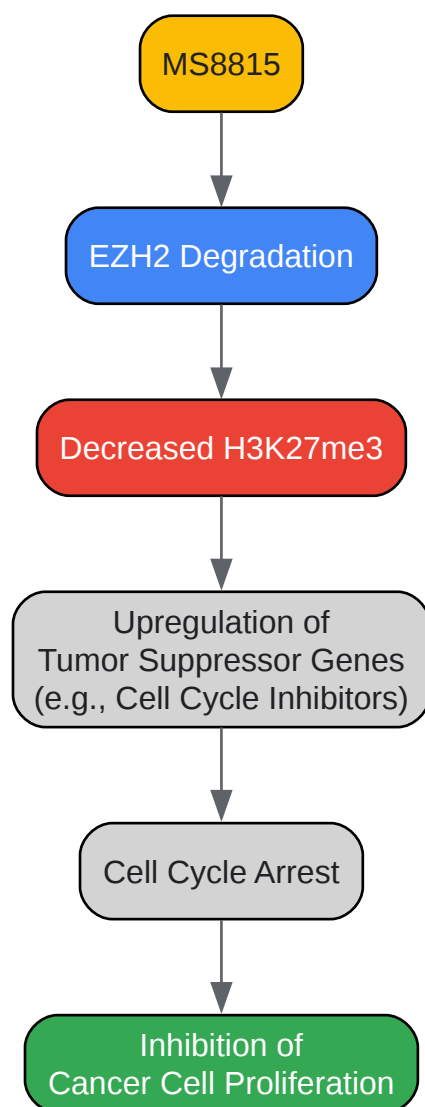 MS8815
EZH2 Degradation
Decreased H3K27me3
Upregulation of
Tumor Suppressor Genes
(e.g., Cell Cycle Inhibitors)
Cell Cycle Arrest
Inhibition of
Cancer Cell Proliferation